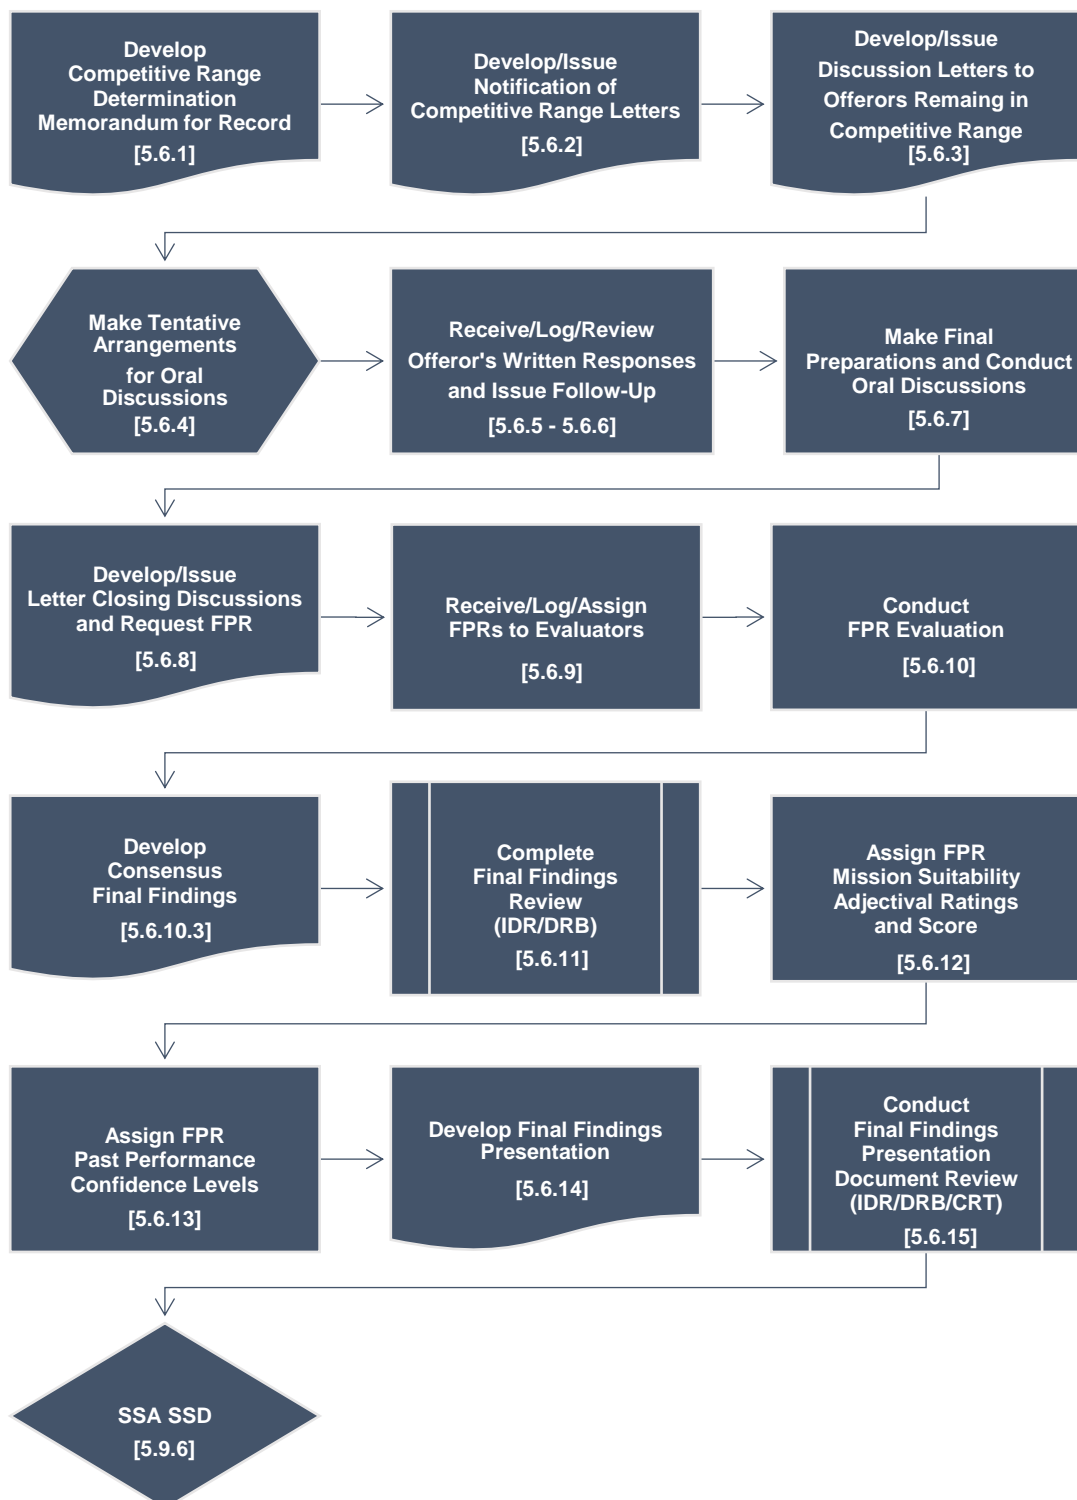 Develop
Competitive Range
Determination
Memorandum for Record
[5.6.1]
Develop/Issue
Notification of
Competitive Range Letters
[5.6.2]
Develop/Issue
Discussion Letters to
Offerors Remaing in
Competitive Range
[5.6.3]
Make Tentative
Arrangements
for Oral
Discussions
[5.6.4]
Receive/Log/Review
Offeror's Written Responses
and Issue Follow-Up
[5.6.5 - 5.6.6]
Make Final
Preparations and Conduct
Oral Discussions
[5.6.7]
Develop/Issue
Letter Closing Discussions
and Request FPR
[5.6.8]
Receive/Log/Assign
FPRs to Evaluators
[5.6.9]
Conduct
FPR Evaluation
[5.6.10]
Develop
Consensus
Final Findings
[5.6.10.3]
Complete
Final Findings
Review
(IDR/DRB)
[5.6.11]
Assign FPR
Mission Suitability
Adjectival Ratings
and Score
[5.6.12]
Assign FPR
Past Performance
Confidence Levels
[5.6.13]
Develop Final Findings
Presentation
[5.6.14]
Conduct
Final Findings
Presentation
Document Review
(IDR/DRB/CRT)
[5.6.15]
SSA SSD
[5.9.6]